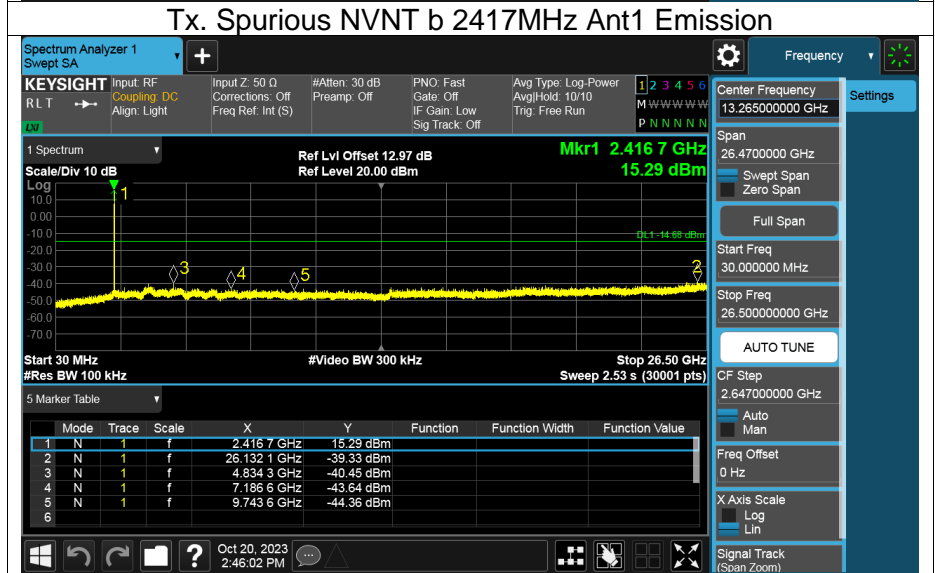 Tx. Spurious NVNT b 2417MHz Ant1 Emission
Spectrum Analyzer 1
Swept SA
+
Frequency
KEYSIGHT
RLT
LXI
Input: RF
Coupling: DC
Align: Light
Input Z: 50 Ω
Corrections: Off
Freq Ref: Int (S)
#Atten: 30 dB
Preamp: Off
PNO: Fast
Gate: Off
IF Gain: Low
Sig Track: Off
Avg Type: Log-Power
Avg|Hold: 10/10
Trig: Free Run
1 2 3 4 5 6
M W W W W W
P N N N N N
1 Spectrum
Scale/Div 10 dB
Ref Lvl Offset 12.97 dB
Ref Level 20.00 dBm
Mkr1 2.416 7 GHz
15.29 dBm
Log
10.0
0.00
-10.0
-20.0
-30.0
-40.0
-50.0
-60.0
-70.0
1
DL1 -14.68 dBm
3
4
5
2
Start 30 MHz
#Res BW 100 kHz
#Video BW 300 kHz
Stop 26.50 GHz
Sweep 2.53 s (30001 pts)
5 Marker Table
Mode Trace Scale X Y Function Function Width Function Value
1 N 1 f 2.416 7 GHz 15.29 dBm
2 N 1 f 26.132 1 GHz -39.33 dBm
3 N 1 f 4.834 3 GHz -40.45 dBm
4 N 1 f 7.186 6 GHz -43.64 dBm
5 N 1 f 9.743 6 GHz -44.36 dBm
6
?
Oct 20, 2023
2:46:02 PM
Center Frequency
13.265000000 GHz
Settings
Span
26.4700000 GHz
Swept Span
Zero Span
Full Span
Start Freq
30.000000 MHz
Stop Freq
26.500000000 GHz
AUTO TUNE
CF Step
2.647000000 GHz
Auto
Man
Freq Offset
0 Hz
X Axis Scale
Log
Lin
Signal Track
(Span Zoom)